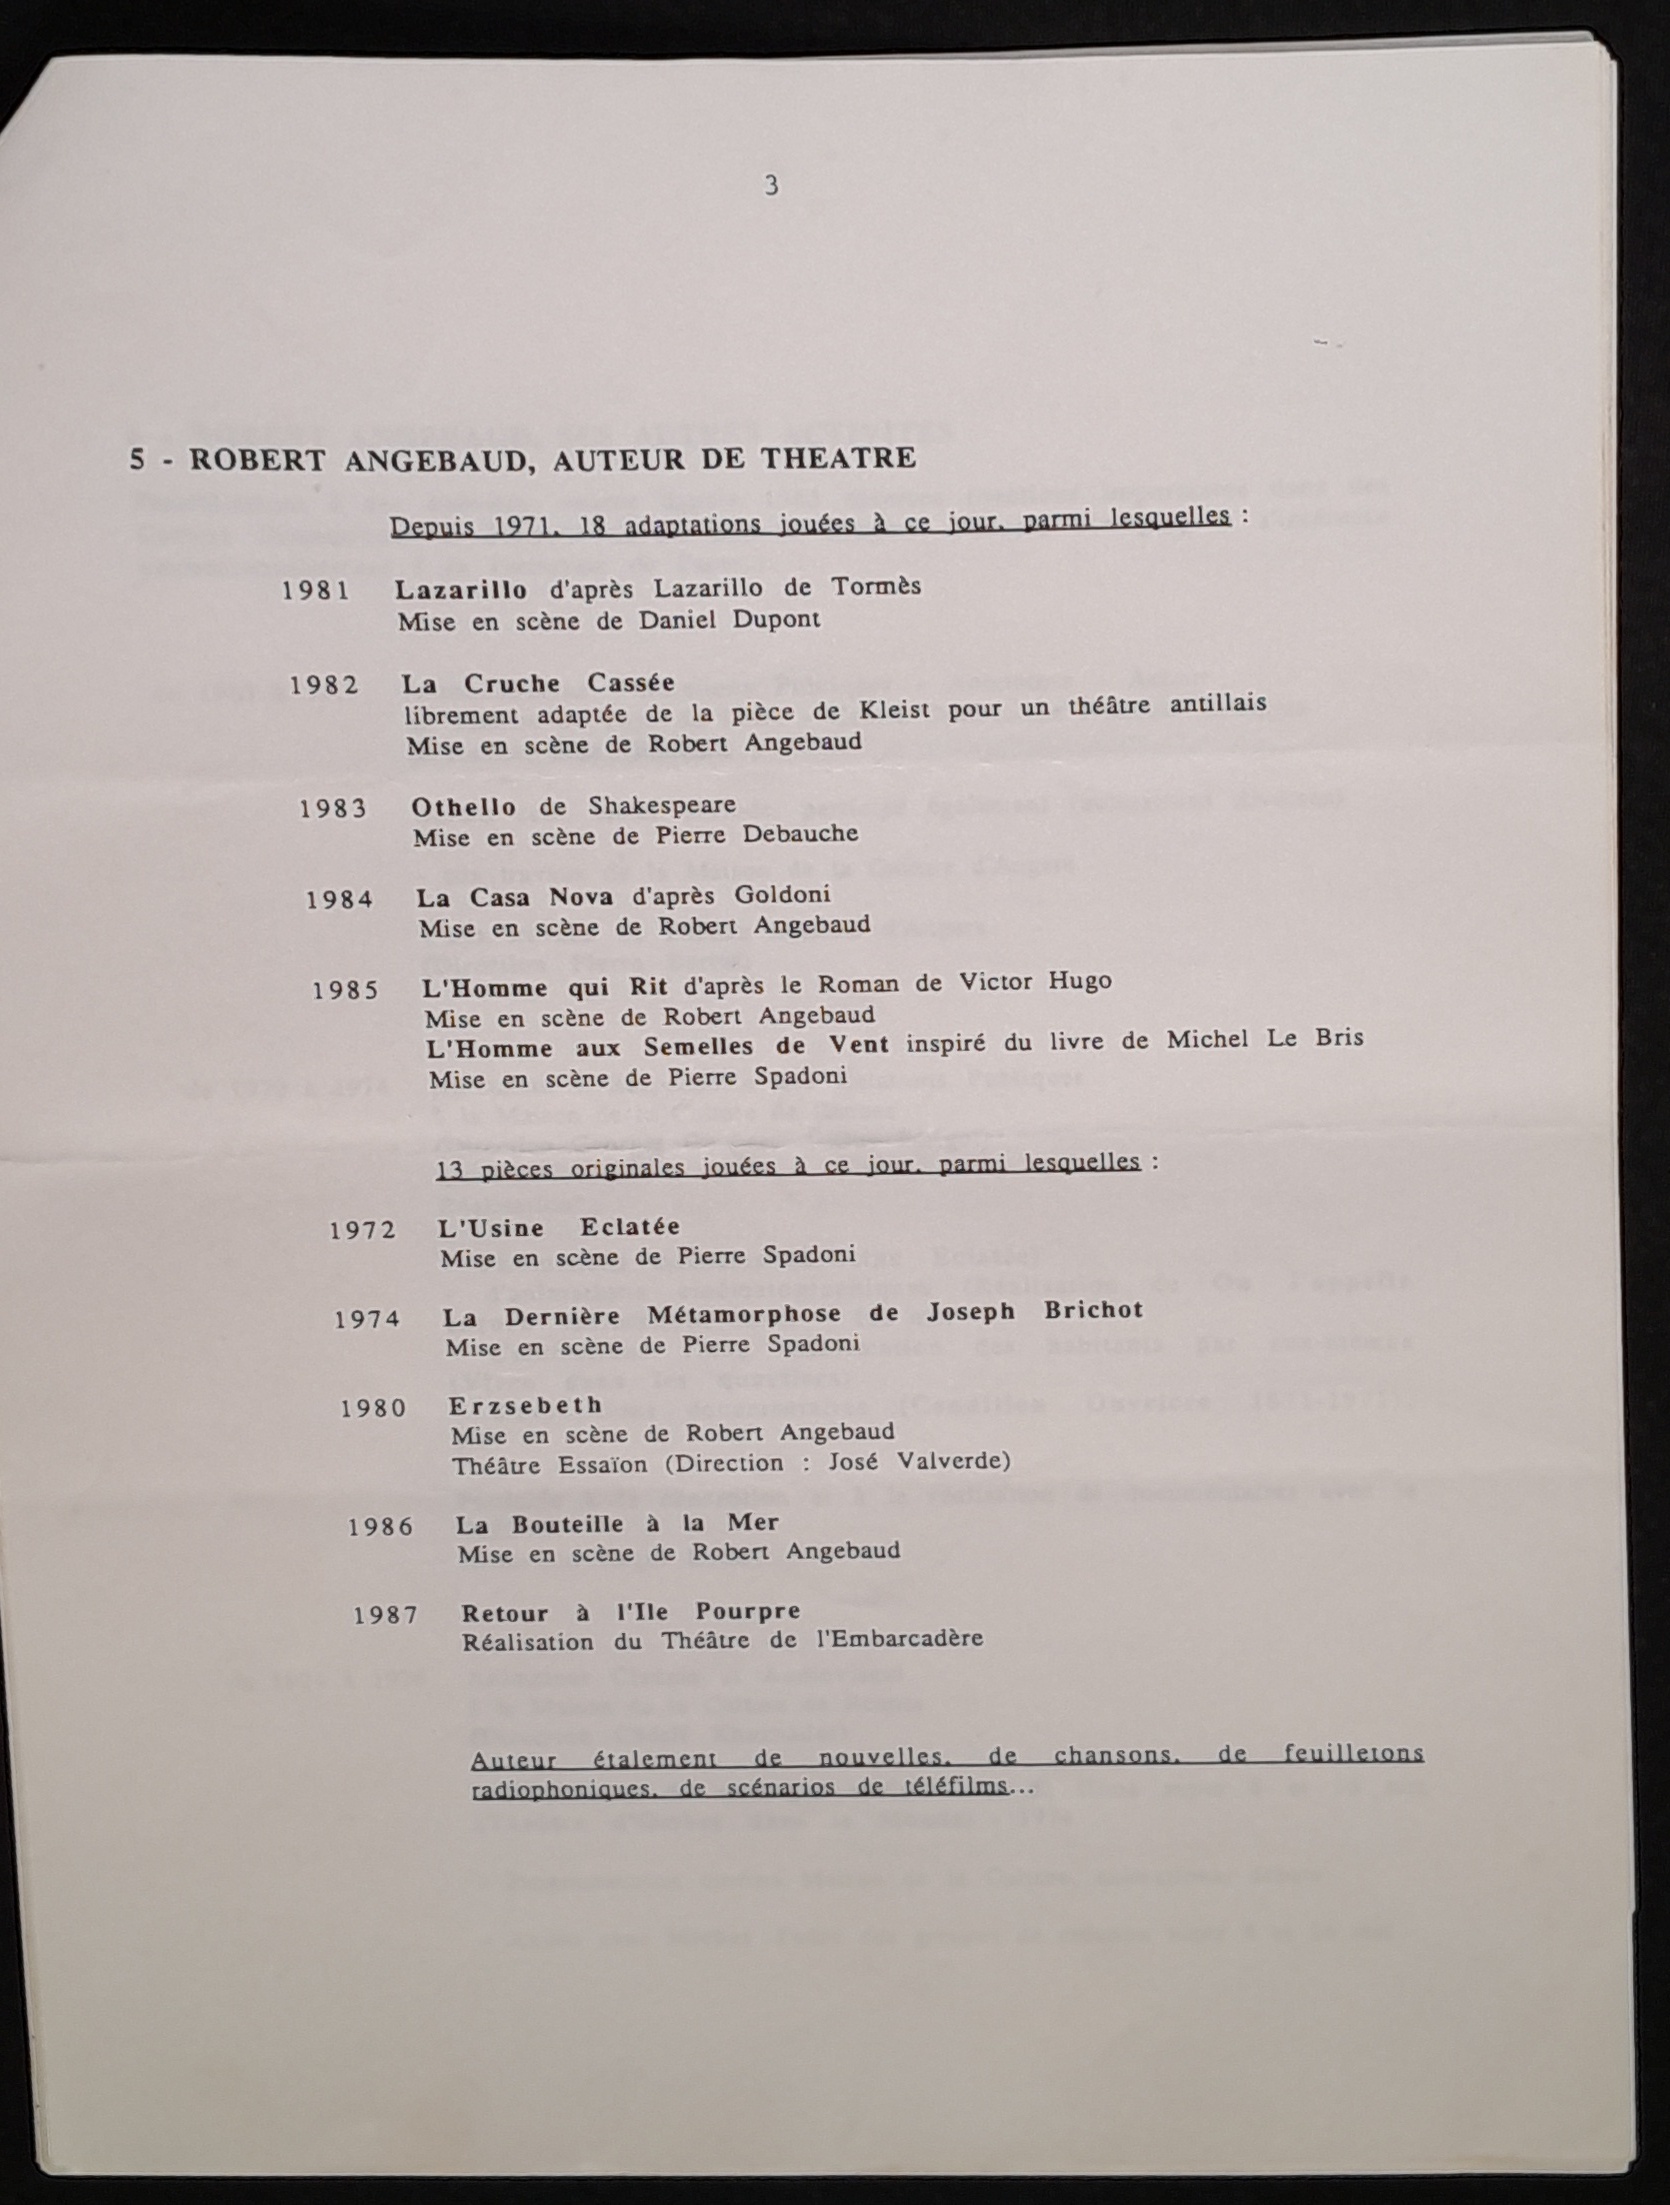 3
5 - ROBERT ANGEBAUD, AUTEUR DE THEATRE
Depuis 1971, 18 adaptations jouées à ce jour, parmi lesquelles :
1981 Lazarillo d'après Lazarillo de Tormès
Mise en scène de Daniel Dupont
1982 La Cruche Cassée
librement adaptée de la pièce de Kleist pour un théâtre antillais
Mise en scène de Robert Angebaud
1983 Othello de Shakespeare
Mise en scène de Pierre Debauche
1984 La Casa Nova d'après Goldoni
Mise en scène de Robert Angebaud
1985 L'Homme qui Rit d'après le Roman de Victor Hugo
Mise en scène de Robert Angebaud
L'Homme aux Semelles de Vent inspiré du livre de Michel Le Bris
Mise en scène de Pierre Spadoni
13 pièces originales jouées à ce jour, parmi lesquelles :
1972 L'Usine Eclatée
Mise en scène de Pierre Spadoni
1974 La Dernière Métamorphose de Joseph Brichot
Mise en scène de Pierre Spadoni
1980 Erzsebeth
Mise en scène de Robert Angebaud
Théâtre Essaïon (Direction : José Valverde)
1986 La Bouteille à la Mer
Mise en scène de Robert Angebaud
1987 Retour à l'Ile Pourpre
Réalisation du Théâtre de l'Embarcadère
Auteur étalement de nouvelles, de chansons, de feuilletons
radiophoniques, de scénarios de téléfilms...